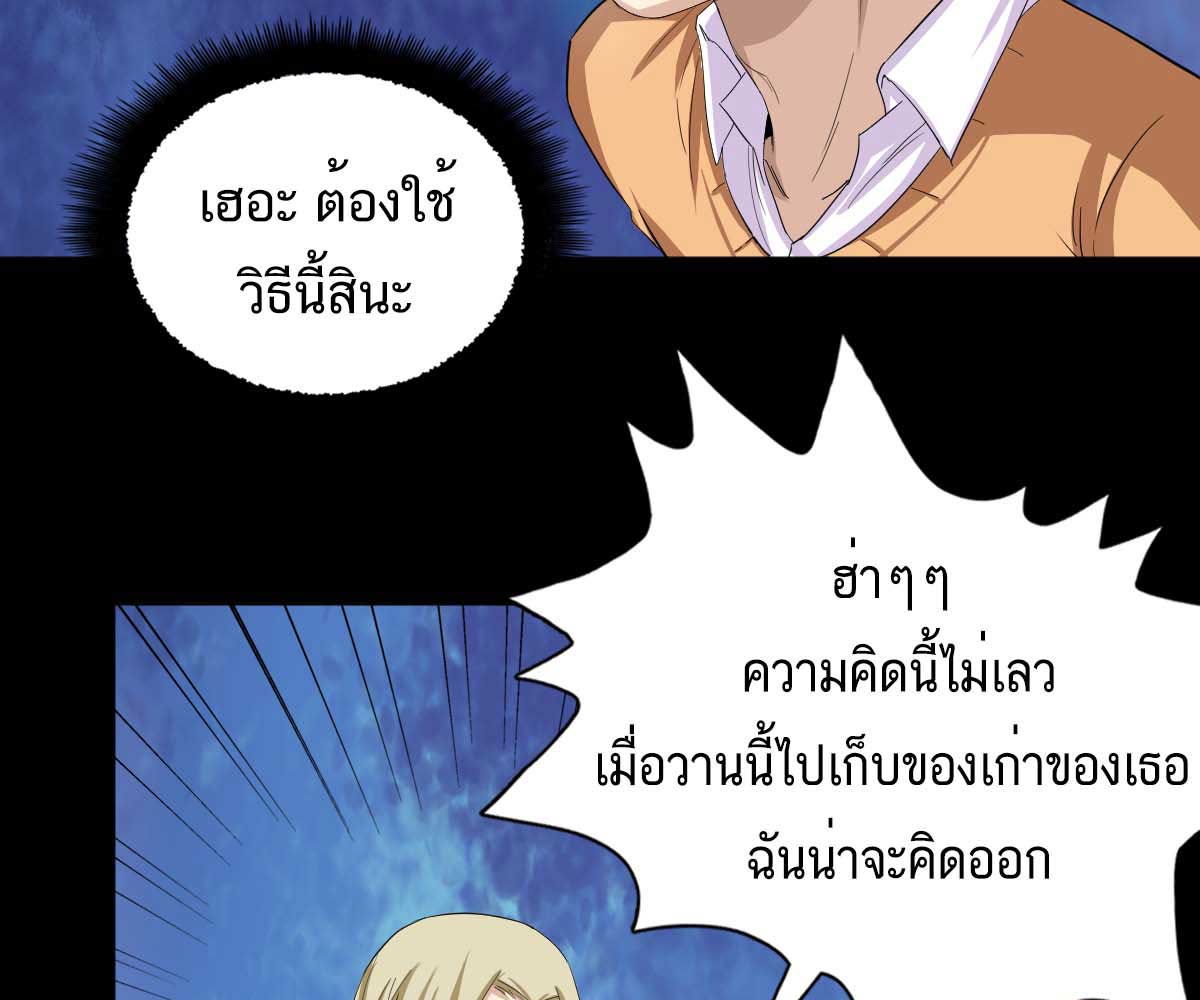 เฮอะ ต้องใช้
วิธีนี้สินะ
ฮ่าๆๆ
ความคิดนี้ไม่เลว
เมื่อวานนี้ไปเก็บของเก่าของเธอ
ฉันน่าจะคิดออก